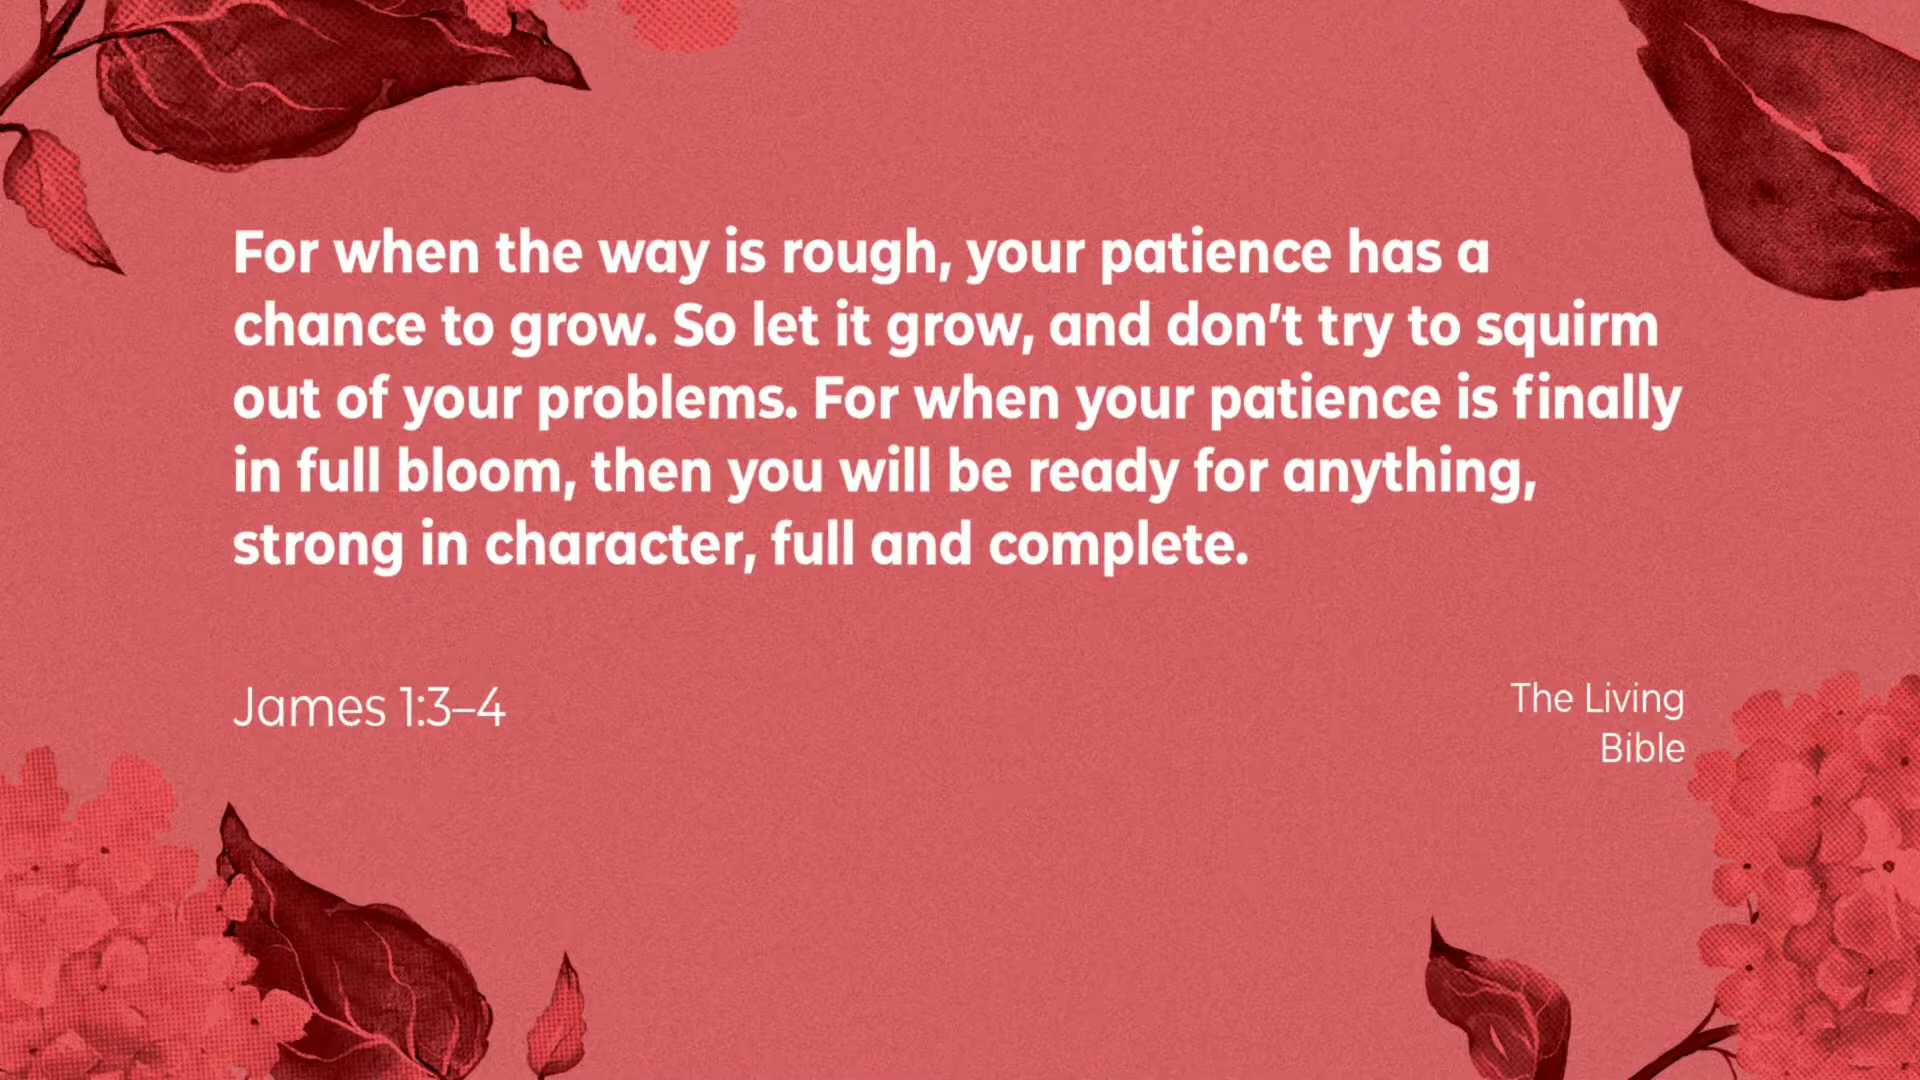 For when the way is rough, your patience has a
chance to grow. So let it grow, and don’t try to squirm
out of your problems. For when your patience is finally
in full bloom, then you will be ready for anything,
strong in character, full and complete.
James 1:3–4
The Living
Bible